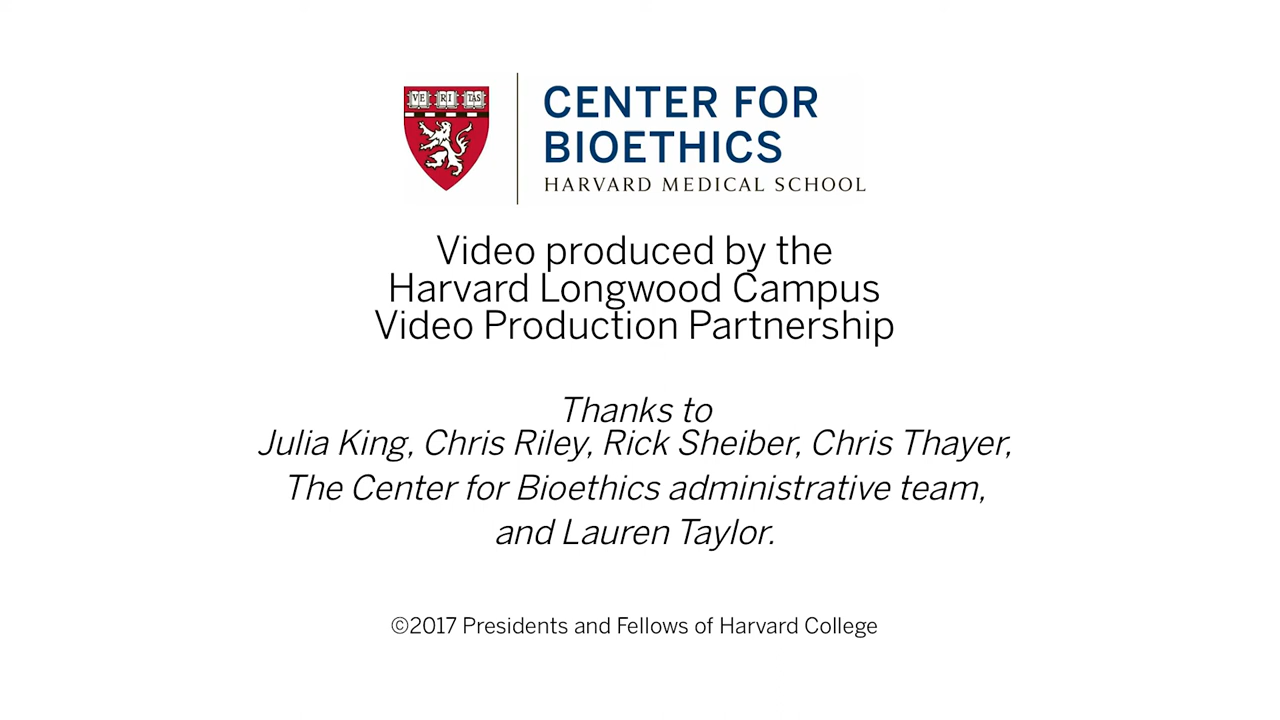 VE RI TAS
CENTER FOR
BIOETHICS
HARVARD MEDICAL SCHOOL
Video produced by the
Harvard Longwood Campus
Video Production Partnership
Thanks to
Julia King, Chris Riley, Rick Sheiber, Chris Thayer,
The Center for Bioethics administrative team,
and Lauren Taylor.
©2017 Presidents and Fellows of Harvard College